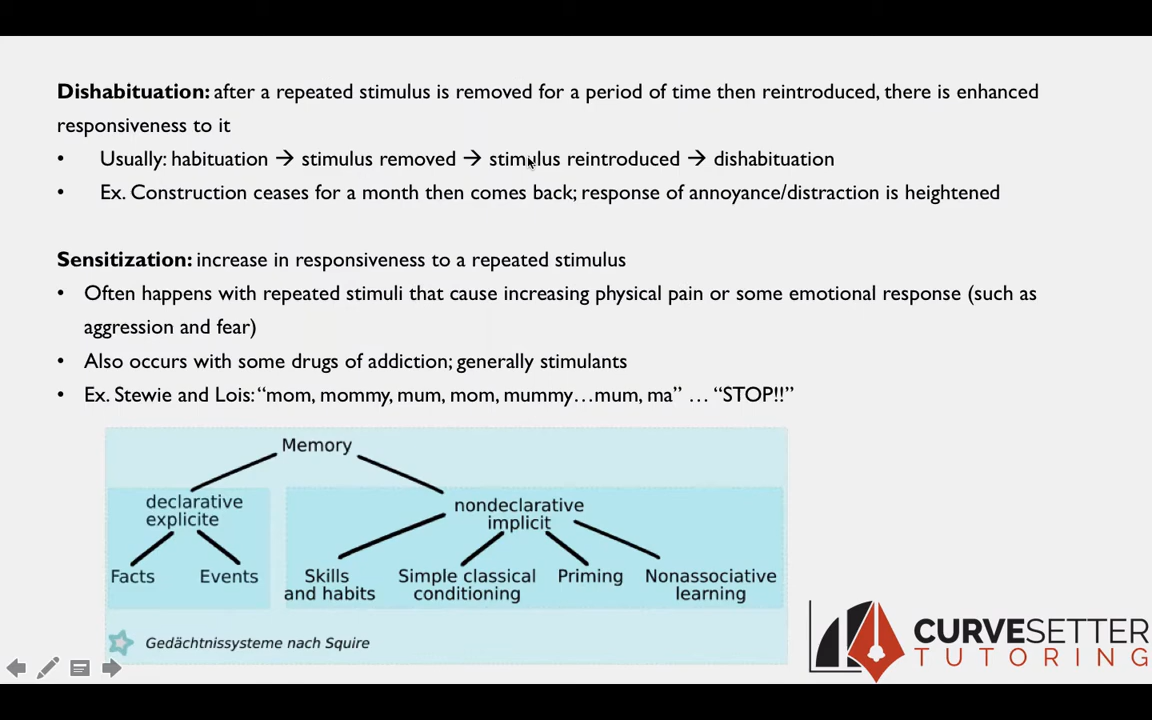 Dishabituation: after a repeated stimulus is removed for a period of time then reintroduced, there is enhanced
responsiveness to it
• Usually: habituation → stimulus removed → stimulus reintroduced → dishabituation
• Ex. Construction ceases for a month then comes back; response of annoyance/distraction is heightened
Sensitization: increase in responsiveness to a repeated stimulus
• Often happens with repeated stimuli that cause increasing physical pain or some emotional response (such as
aggression and fear)
• Also occurs with some drugs of addiction; generally stimulants
• Ex. Stewie and Lois: “mom, mommy, mum, mom, mummy…mum, ma” … “STOP!!”
Memory
declarative
explicite
nondeclarative
implicit
Facts
Events
Skills
and habits
Simple classical
conditioning
Priming
Nonassociative
learning
Gedächtnissysteme nach Squire
CURVESETTER
TUTORING